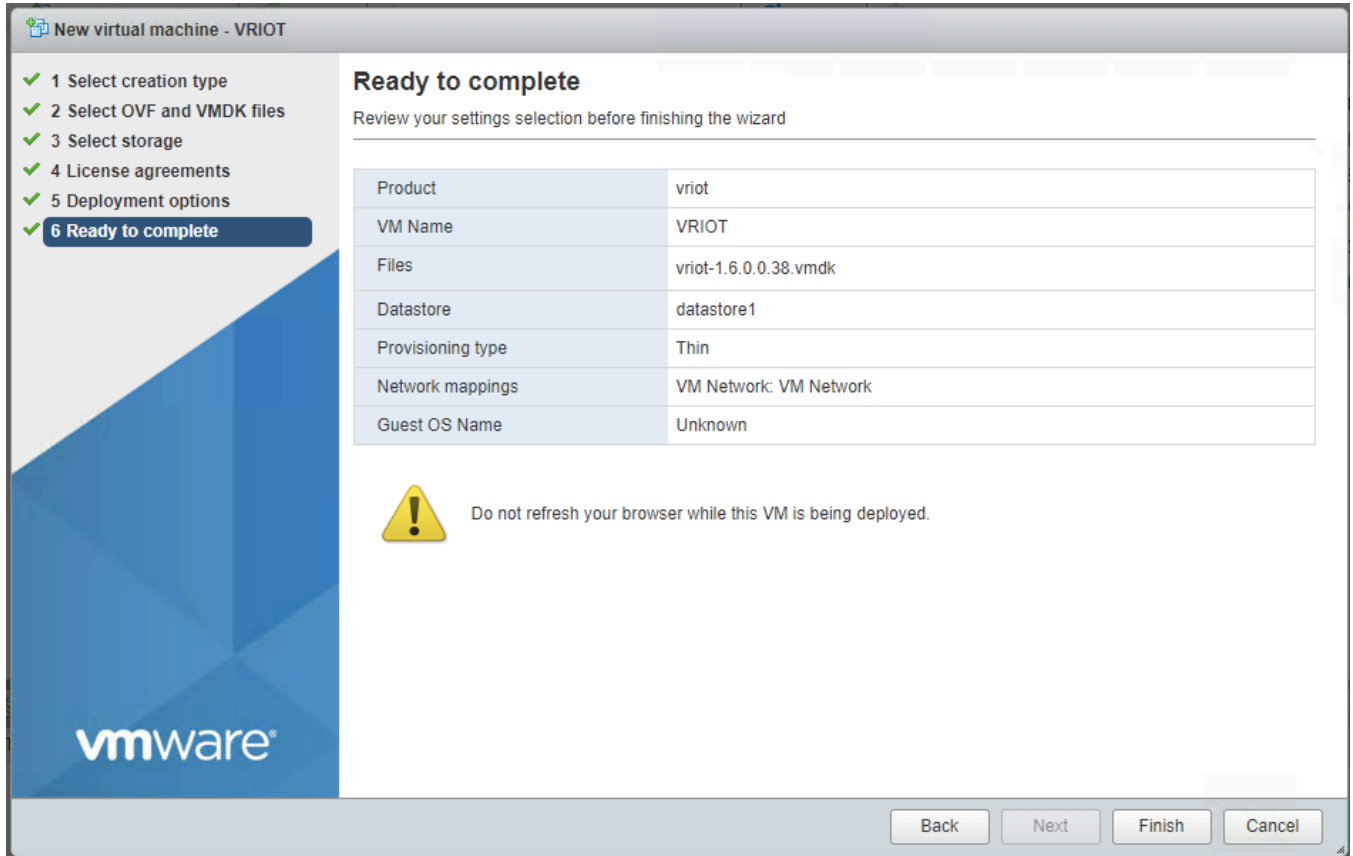 New virtual machine - VRIOT
1 Select creation type
2 Select OVF and VMDK files
3 Select storage
4 License agreements
5 Deployment options
6 Ready to complete
vmware®
Ready to complete
Review your settings selection before finishing the wizard
Product vriot
VM Name VRIOT
Files vriot-1.6.0.0.38.vmdk
Datastore datastore1
Provisioning type Thin
Network mappings VM Network: VM Network
Guest OS Name Unknown
Do not refresh your browser while this VM is being deployed.
Back Next Finish Cancel